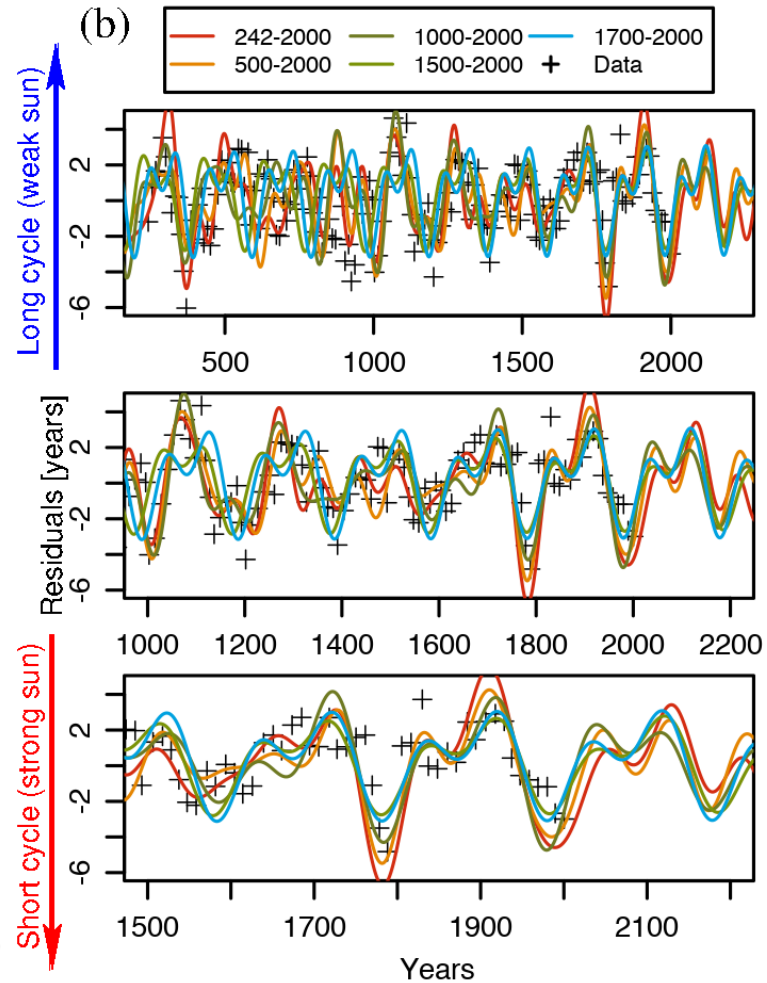 (b)
242-2000 1000-2000 1700-2000
500-2000 1500-2000 Data
Long cycle (weak sun)
2
-2
-6
500 1000 1500 2000
Residuals [years]
2
-2
-6
1000 1200 1400 1600 1800 2000 2200
Short cycle (strong sun)
2
-2
-6
1500 1700 1900 2100
Years